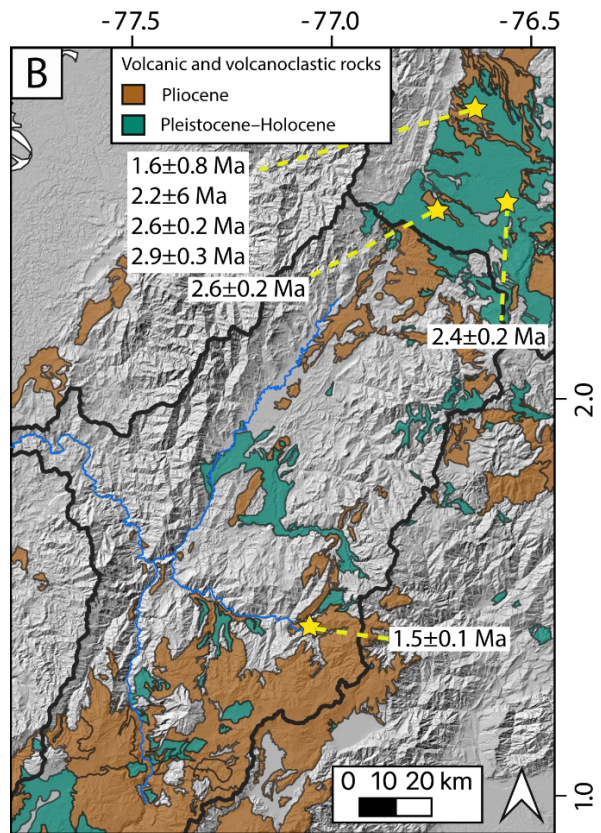 -77.5 -77.0 -76.5
B
Volcanic and volcanoclastic rocks
Pliocene
Pleistocene–Holocene
1.6±0.8 Ma
2.2±6 Ma
2.6±0.2 Ma
2.9±0.3 Ma
2.6±0.2 Ma
2.4±0.2 Ma
2.0
1.5±0.1 Ma
0 10 20 km
1.0